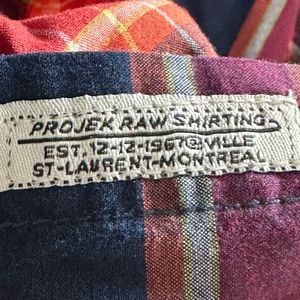 PROJEK RAW SHIRTING
EST. 12-12-1967@VILLE
ST-LAURENT-MONTREAL